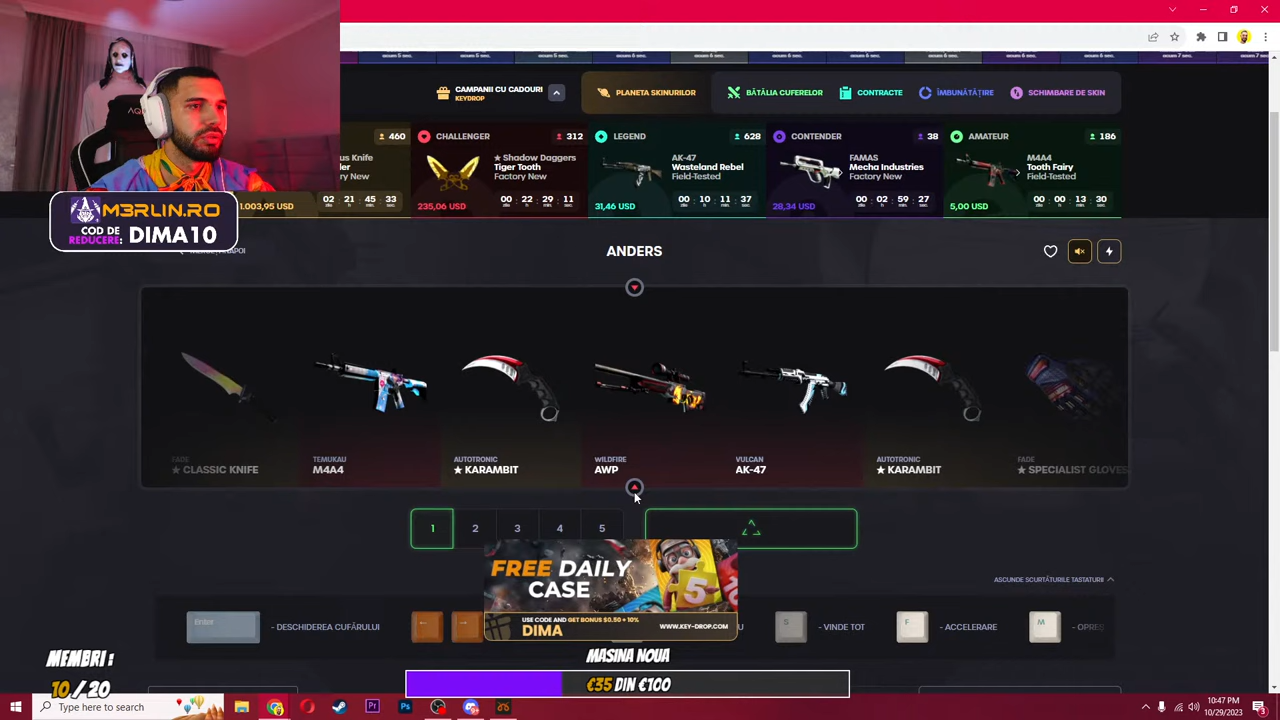 CAMPANII CU CADOURI
KEYDROP
PLANETA SKINURILOR
BĂTĂLIA CUFERELOR
CONTRACTE
ÎMBUNĂTĂȚIRE
SCHIMBARE DE SKIN
460
CHALLENGER
312
LEGEND
628
CONTENDER
38
AMATEUR
186
★ Shadow Daggers
Tiger Tooth
Factory New
AK-47
Wasteland Rebel
Field-Tested
FAMAS
Mecha Industries
Factory New
M4A4
Tooth Fairy
Field-Tested
1.003,95 USD
02 : 21 : 45 : 33
235,06 USD
00 : 22 : 29 : 11
31,46 USD
00 : 10 : 11 : 37
28,34 USD
00 : 02 : 59 : 27
5,00 USD
00 : 00 : 13 : 30
M3RLIN.RO
COD DE
REDUCERE: DIMA10
ANDERS
FADE
★ CLASSIC KNIFE
TEMUKAU
M4A4
AUTOTRONIC
★ KARAMBIT
WILDFIRE
AWP
VULCAN
AK-47
AUTOTRONIC
★ KARAMBIT
FADE
★ SPECIALIST GLOVES
1
2
3
4
5
FREE DAILY
CASE
USE CODE AND GET BONUS $0.50 + 10%
DIMA
WWW.KEY-DROP.COM
ASCUNDE SCURTĂTURILE TASTATURII
Enter
- DESCHIDEREA CUFĂRULUI
S
- VINDE TOT
F
- ACCELERARE
M
- OPRE
MEMBRI :
10 / 20
MASINA NOUA
€35 DIN €100
Type here to search
10:47 PM
10/29/2023
3